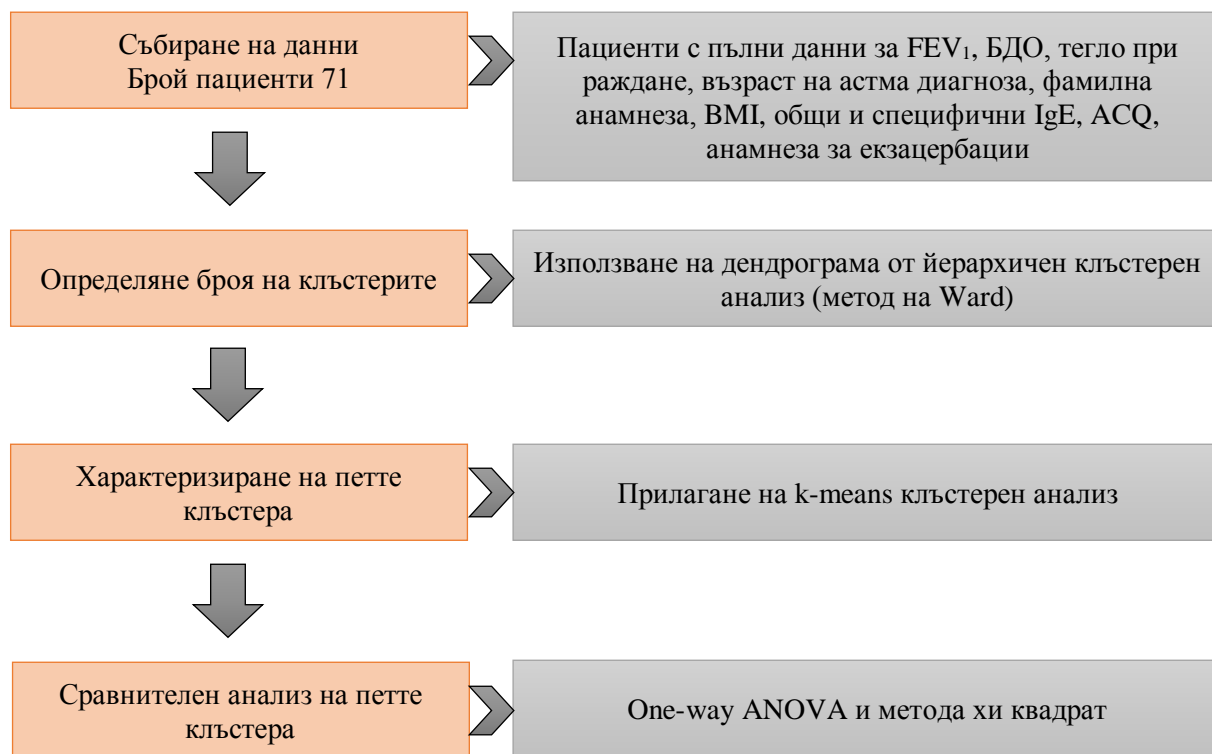 Събиране на данни
Брой пациенти 71
Пациенти с пълни данни за FEV₁, БДО, тегло при
раждане, възраст на астма диагноза, фамилна
анамнеза, BMI, общи и специфични IgE, ACQ,
анамнеза за екзацербации
Определяне броя на клъстерите
Използване на дендрограма от йерархичен клъстерен
анализ (метод на Ward)
Характеризиране на петте
клъстера
Прилагане на k-means клъстерен анализ
Сравнителен анализ на петте
клъстера
One-way ANOVA и метода хи квадрат